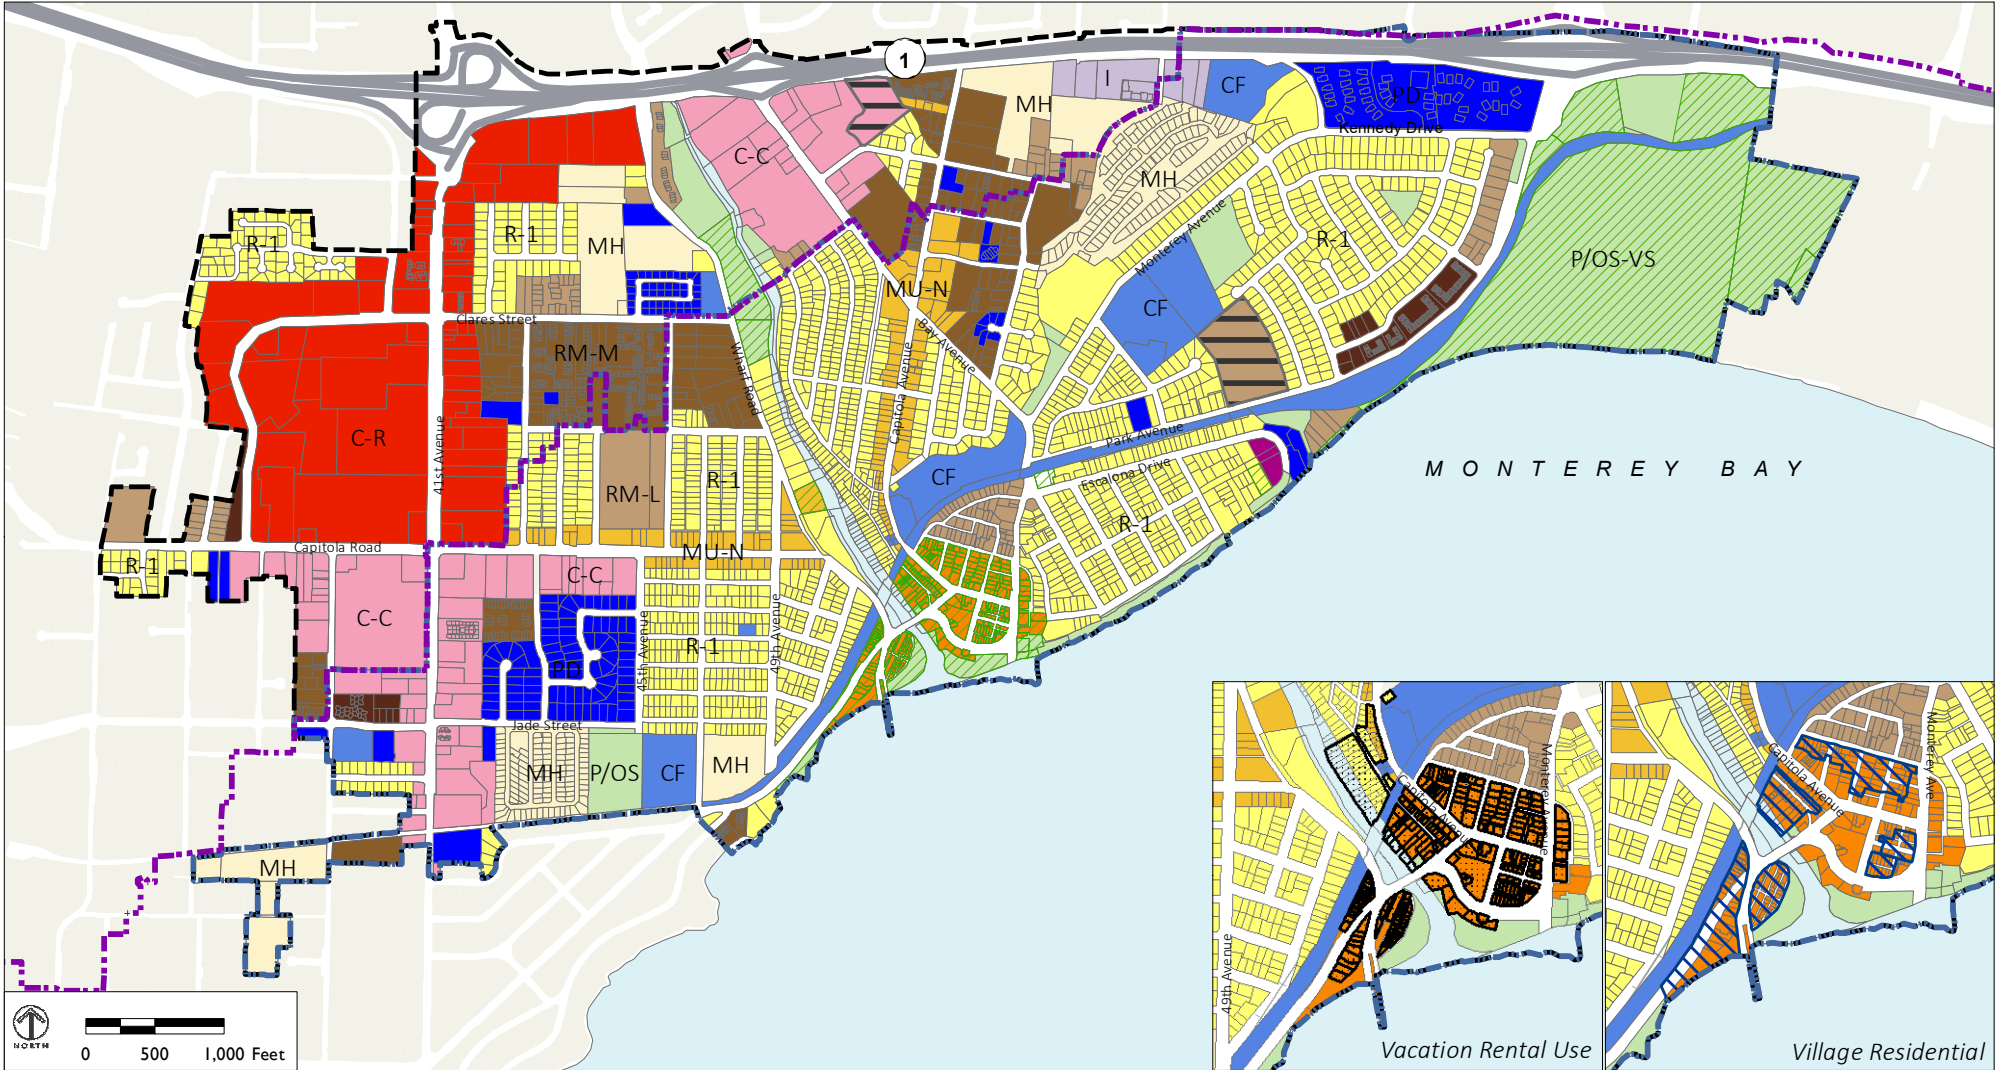 1
I
CF
PD
MH
Kennedy Drive
C-C
MH
R-1
R-1
MH
Monterey Avenue
R-1
P/OS-VS
MU-N
CF
Clares Street
RM-M
Bay Avenue
Wharf Road
Capitola Avenue
C-R
41st Avenue
Park Avenue
Escalona Drive
CF
R-1
RM-L
R-1
MONTEREY BAY
Capitola Road
MU-N
R-1
C-C
C-C
45th Avenue
R-1
49th Avenue
PD
Jade Street
MH
P/OS
CF
MH
MH
Capitola Avenue
Monterey Avenue
49th Avenue
Vacation Rental Use
Capitola Avenue
Monterey Ave
Village Residential
NORTH
0 500 1,000 Feet